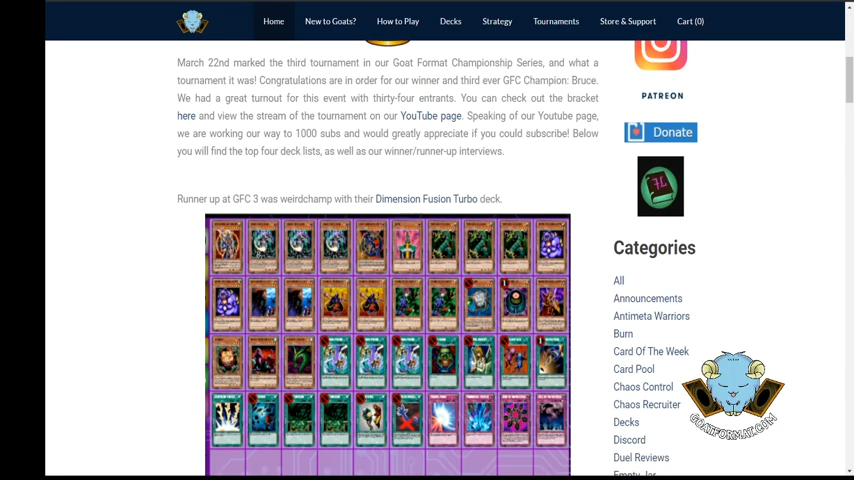 Home New to Goats? How to Play Decks Strategy Tournaments Store & Support Cart (0)
March 22nd marked the third tournament in our Goat Format Championship Series, and what a
tournament it was! Congratulations are in order for our winner and third ever GFC Champion: Bruce.
We had a great turnout for this event with thirty-four entrants. You can check out the bracket
here and view the stream of the tournament on our YouTube page. Speaking of our Youtube page,
we are working our way to 1000 subs and would greatly appreciate if you could subscribe! Below
you will find the top four deck lists, as well as our winner/runner-up interviews.
Runner up at GFC 3 was weirdchamp with their Dimension Fusion Turbo deck.
PATREON
Donate
Categories
All
Announcements
Antimeta Warriors
Burn
Card Of The Week
Card Pool
Chaos Control
Chaos Recruiter
Decks
Discord
Duel Reviews
Empty Jar
GOATFORMAT.COM